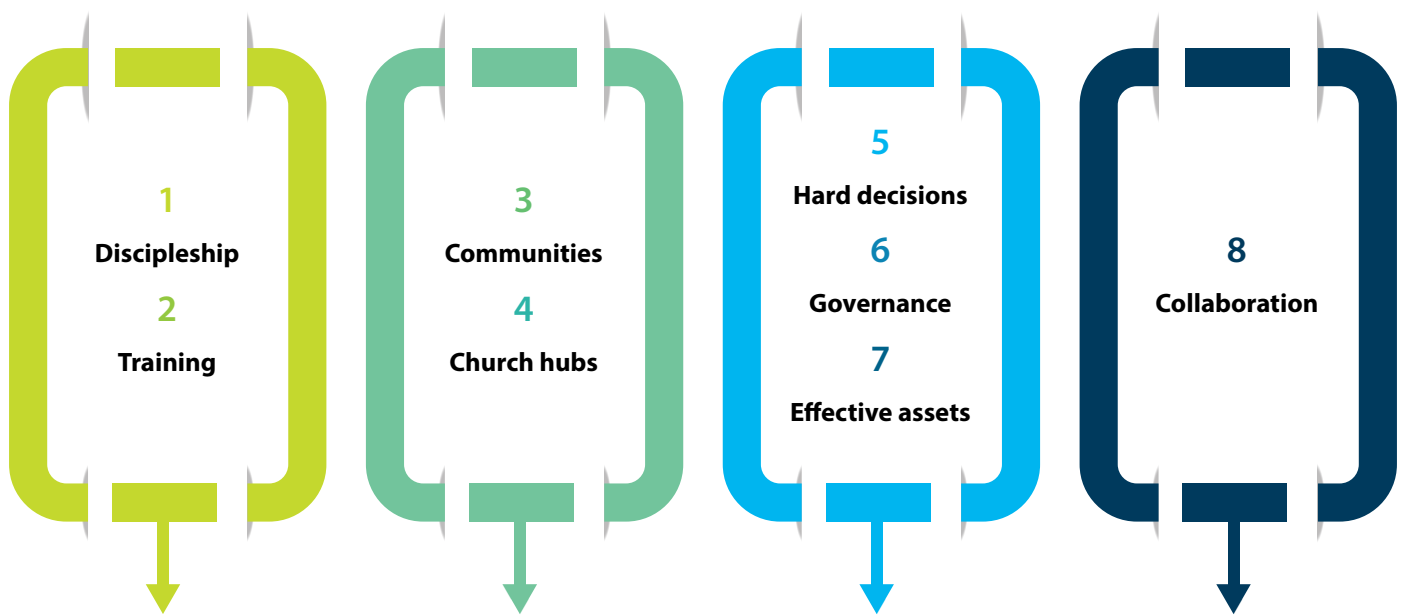 1
Discipleship
2
Training
3
Communities
4
Church hubs
5
Hard decisions
6
Governance
7
Effective assets
8
Collaboration